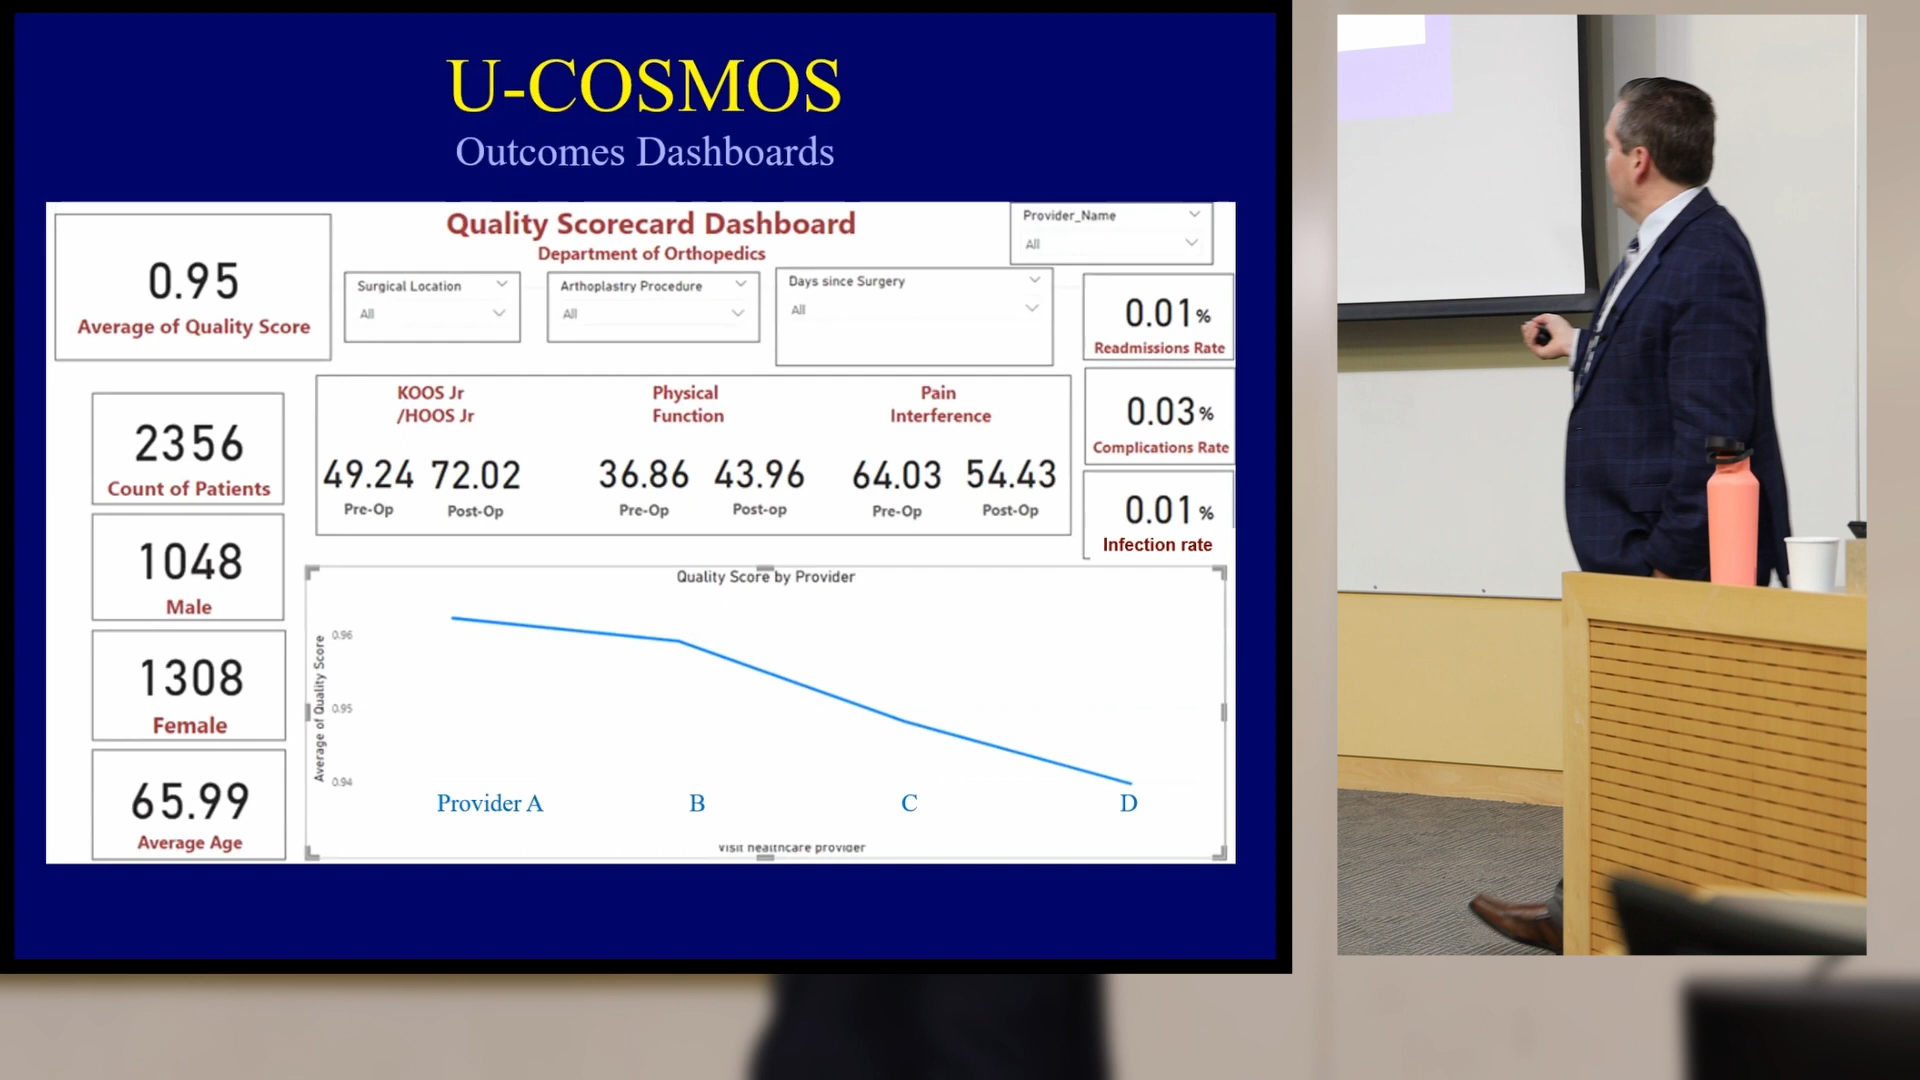 U-COSMOS
Outcomes Dashboards
Quality Scorecard Dashboard
Department of Orthopedics
Provider_Name
All
0.95
Average of Quality Score
Surgical Location
All
Arthoplastry Procedure
All
Days since Surgery
All
0.01%
Readmissions Rate
0.03%
Complications Rate
0.01%
Infection rate
2356
Count of Patients
1048
Male
1308
Female
65.99
Average Age
KOOS Jr
/HOOS Jr
49.24 72.02
Pre-Op Post-Op
Physical
Function
36.86 43.96
Pre-Op Post-op
Pain
Interference
64.03 54.43
Pre-Op Post-Op
Quality Score by Provider
Average of Quality Score
0.96
0.95
0.94
Provider A B C D
Visit healthcare provider